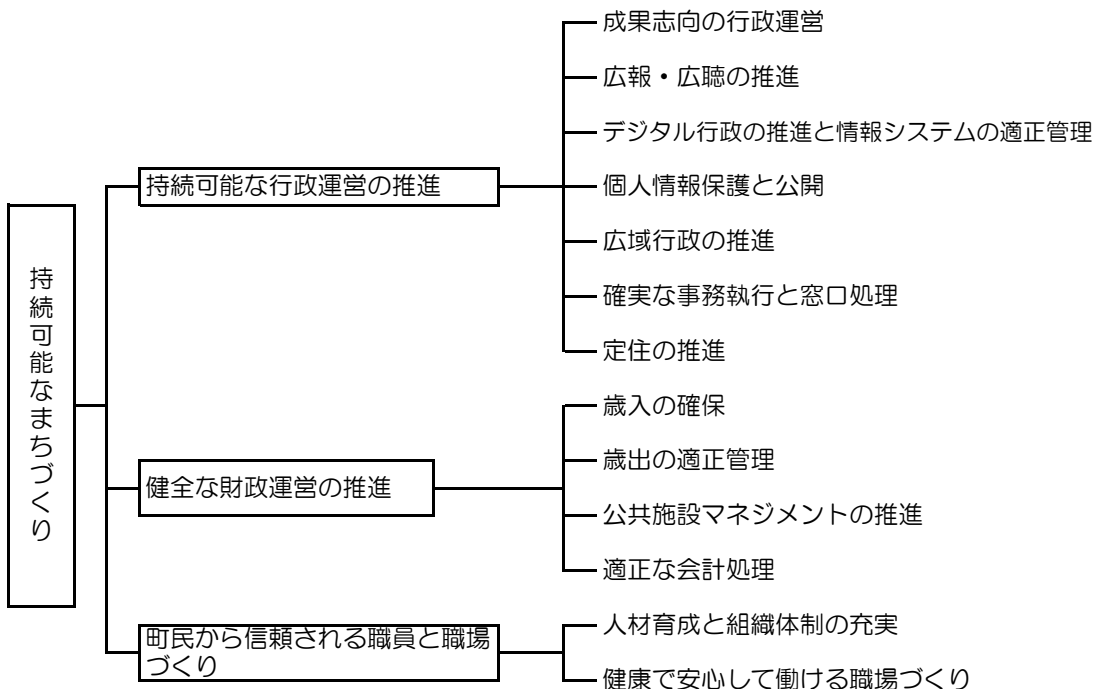 持続可能なまちづくり
持続可能な行政運営の推進
成果志向の行政運営
広報・広聴の推進
デジタル行政の推進と情報システムの適正管理
個人情報保護と公開
広域行政の推進
確実な事務執行と窓口処理
定住の推進
健全な財政運営の推進
歳入の確保
歳出の適正管理
公共施設マネジメントの推進
適正な会計処理
町民から信頼される職員と職場
づくり
人材育成と組織体制の充実
健康で安心して働ける職場づくり